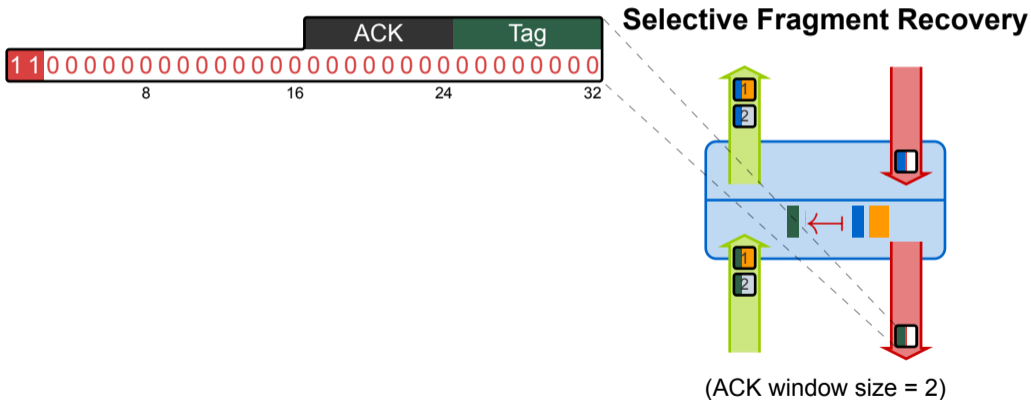 Selective Fragment Recovery
ACK Tag
1 1 0 0 0 0 0 0 0 0 0 0 0 0 0 0 0 0 0 0 0 0 0 0 0 0 0 0 0 0 0 0
8 16 24 32
1
2
1
2
(ACK window size = 2)